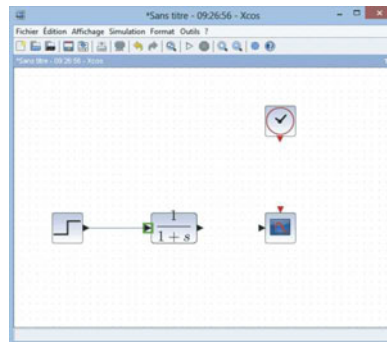 *Sans titre - 09:26:56 - Xcos
Fichier Édition Affichage Simulation Format Outils ?
*Sans titre - 09:26:56 - Xcos
1
1 + s